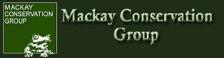 MACKAY
CONSERVATION
GROUP
Mackay Conservation
Group